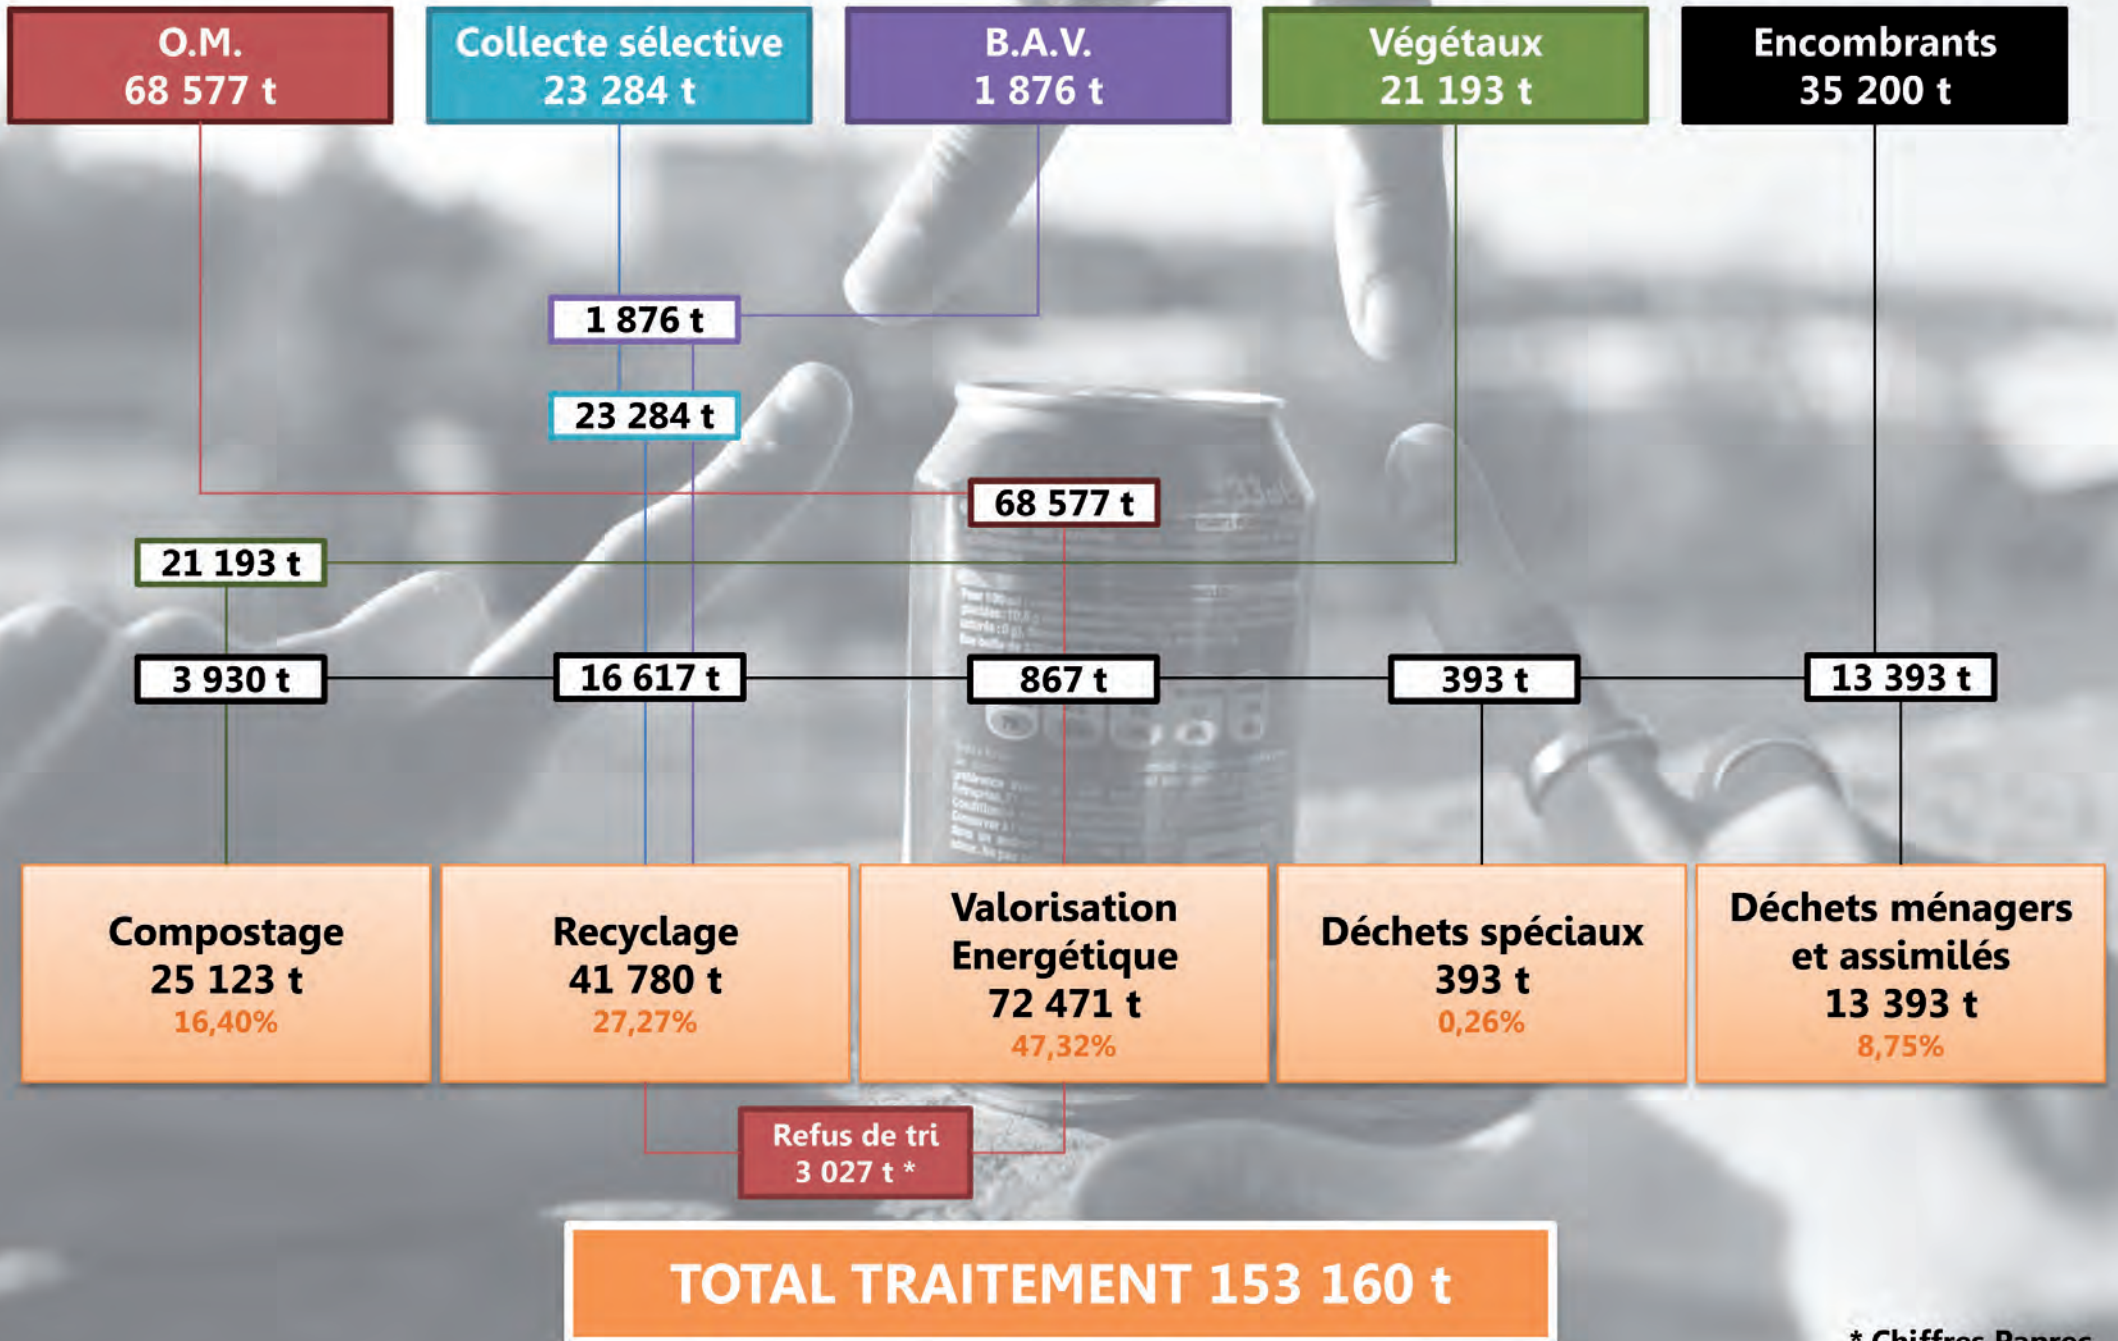 O.M.
68 577 t
Collecte sélective
23 284 t
B.A.V.
1 876 t
Végétaux
21 193 t
Encombrants
35 200 t
1 876 t
23 284 t
68 577 t
21 193 t
3 930 t
16 617 t
867 t
393 t
13 393 t
Compostage
25 123 t
16,40%
Recyclage
41 780 t
27,27%
Valorisation
Energétique
72 471 t
47,32%
Déchets spéciaux
393 t
0,26%
Déchets ménagers
et assimilés
13 393 t
8,75%
Refus de tri
3 027 t *
TOTAL TRAITEMENT 153 160 t
* Chiffres Paprec